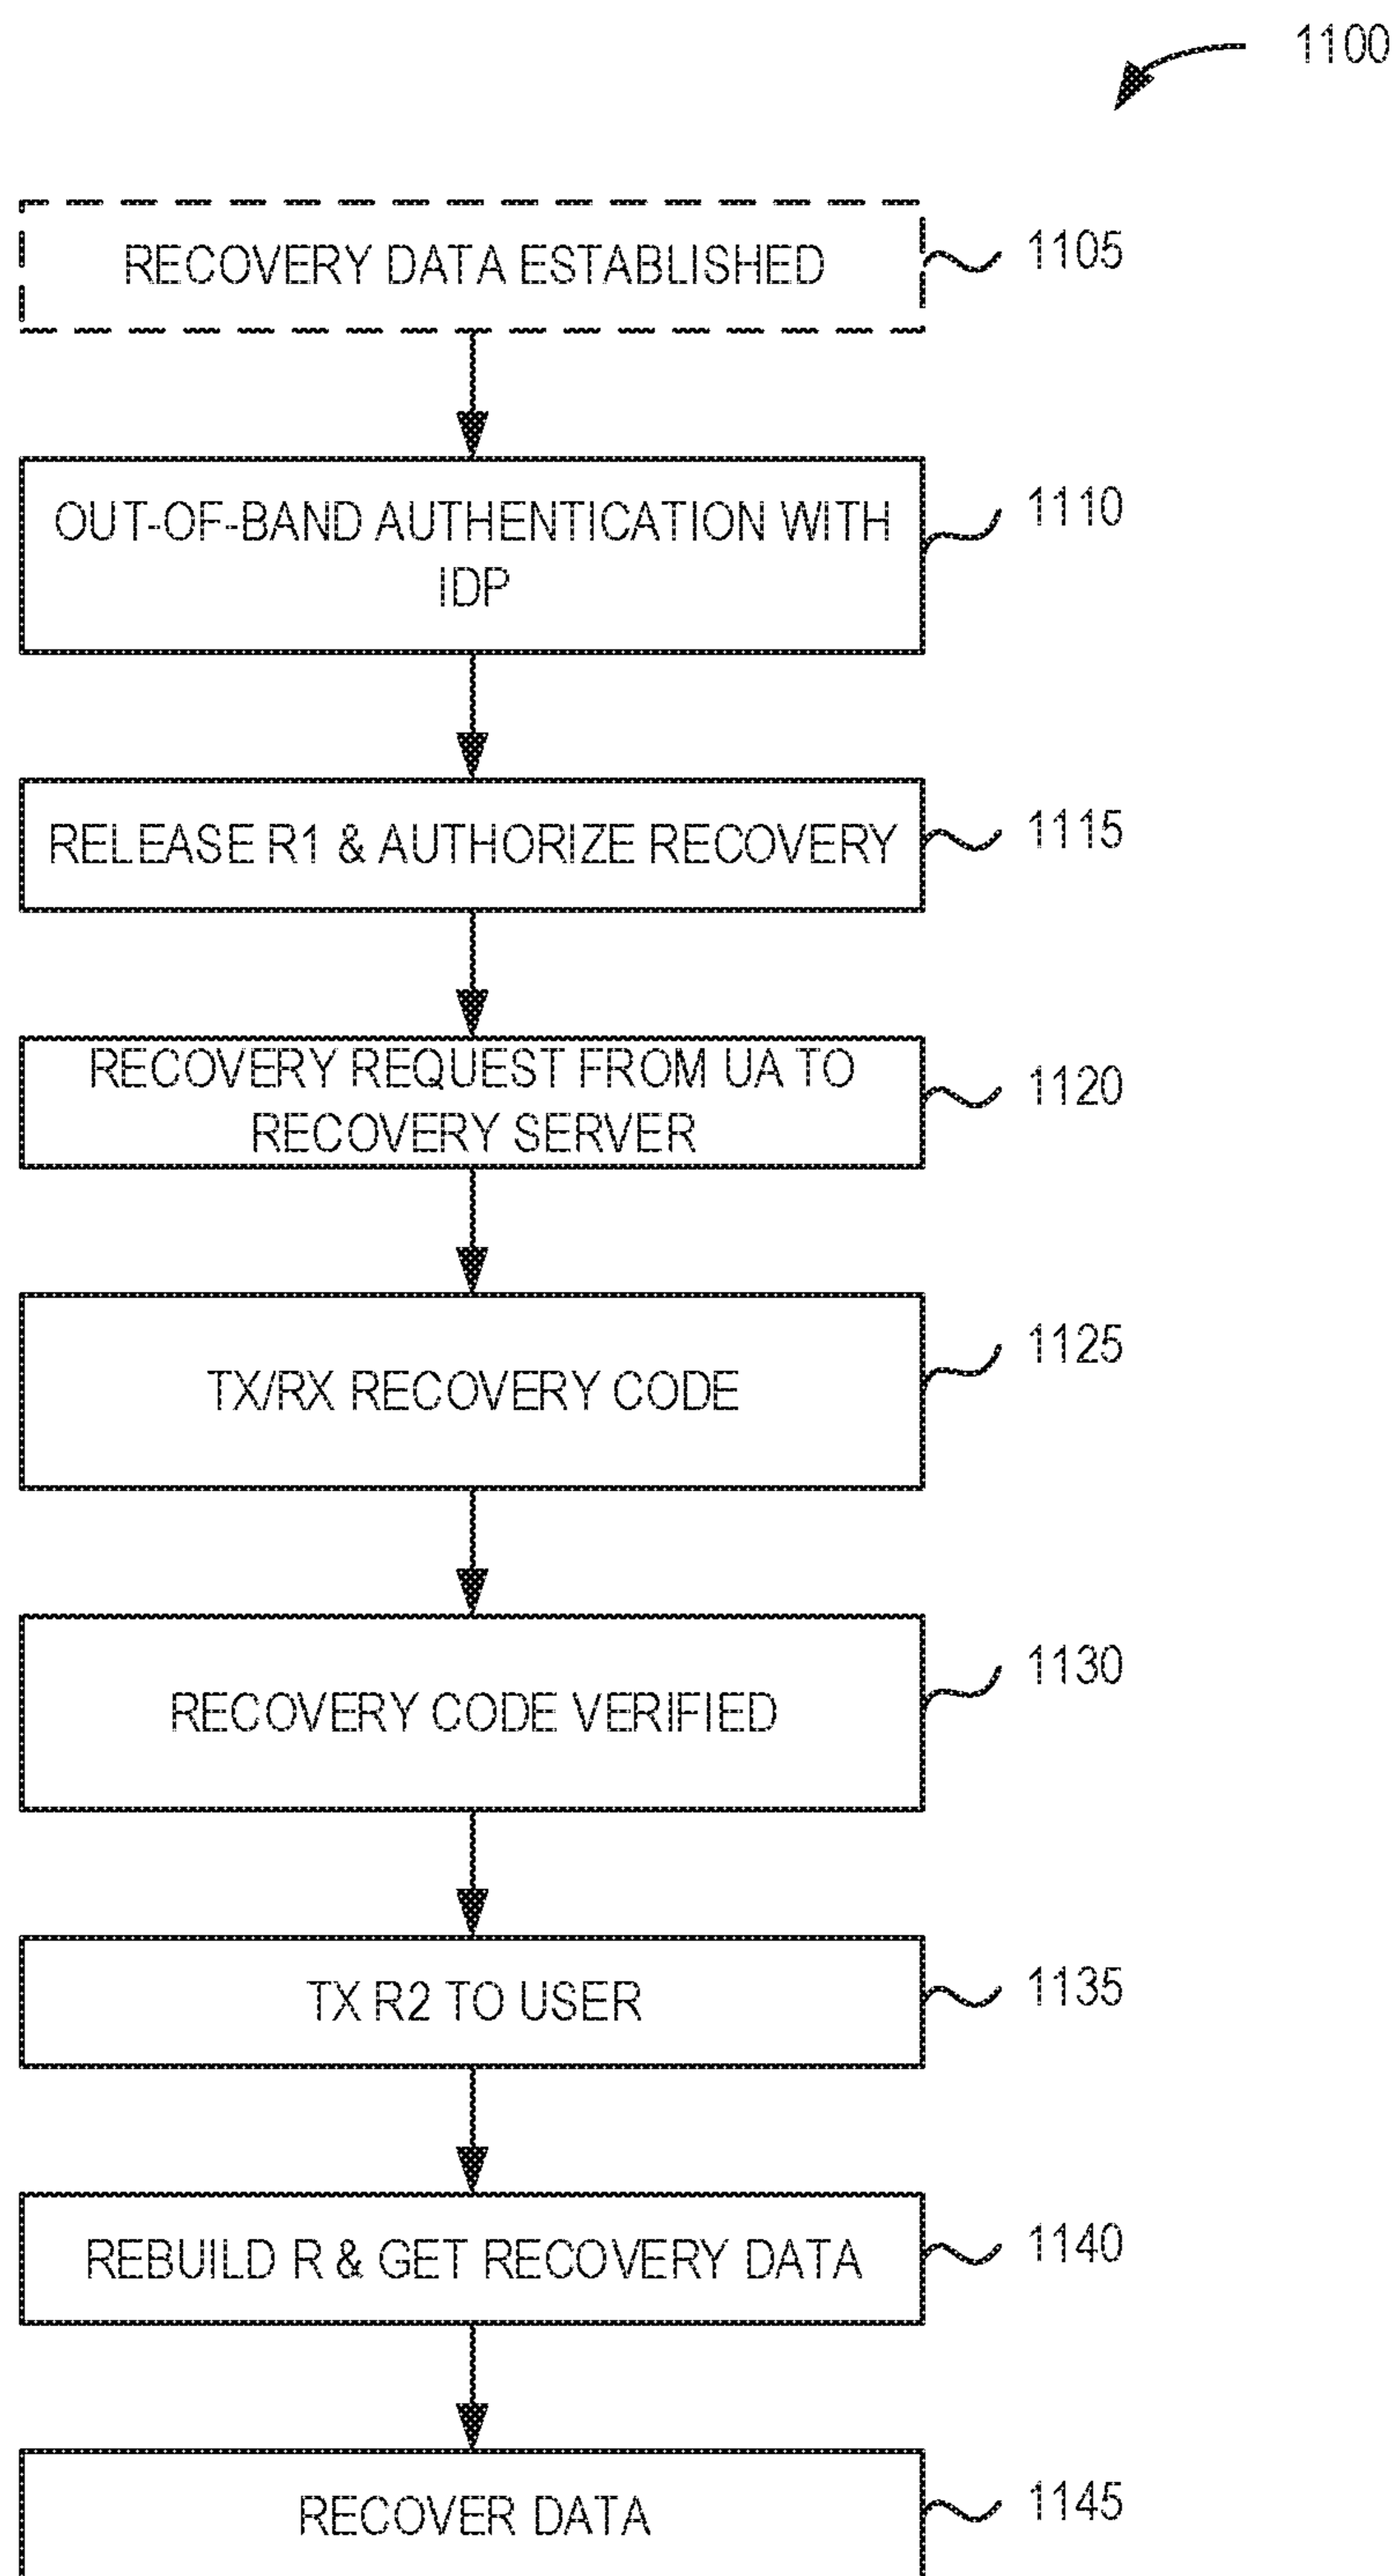 1100
RECOVERY DATA ESTABLISHED
1105
OUT-OF-BAND AUTHENTICATION WITH
IDP
1110
RELEASE R1 & AUTHORIZE RECOVERY
1115
RECOVERY REQUEST FROM UA TO
RECOVERY SERVER
1120
TX/RX RECOVERY CODE
1125
RECOVERY CODE VERIFIED
1130
TX R2 TO USER
1135
REBUILD R & GET RECOVERY DATA
1140
RECOVER DATA
1145